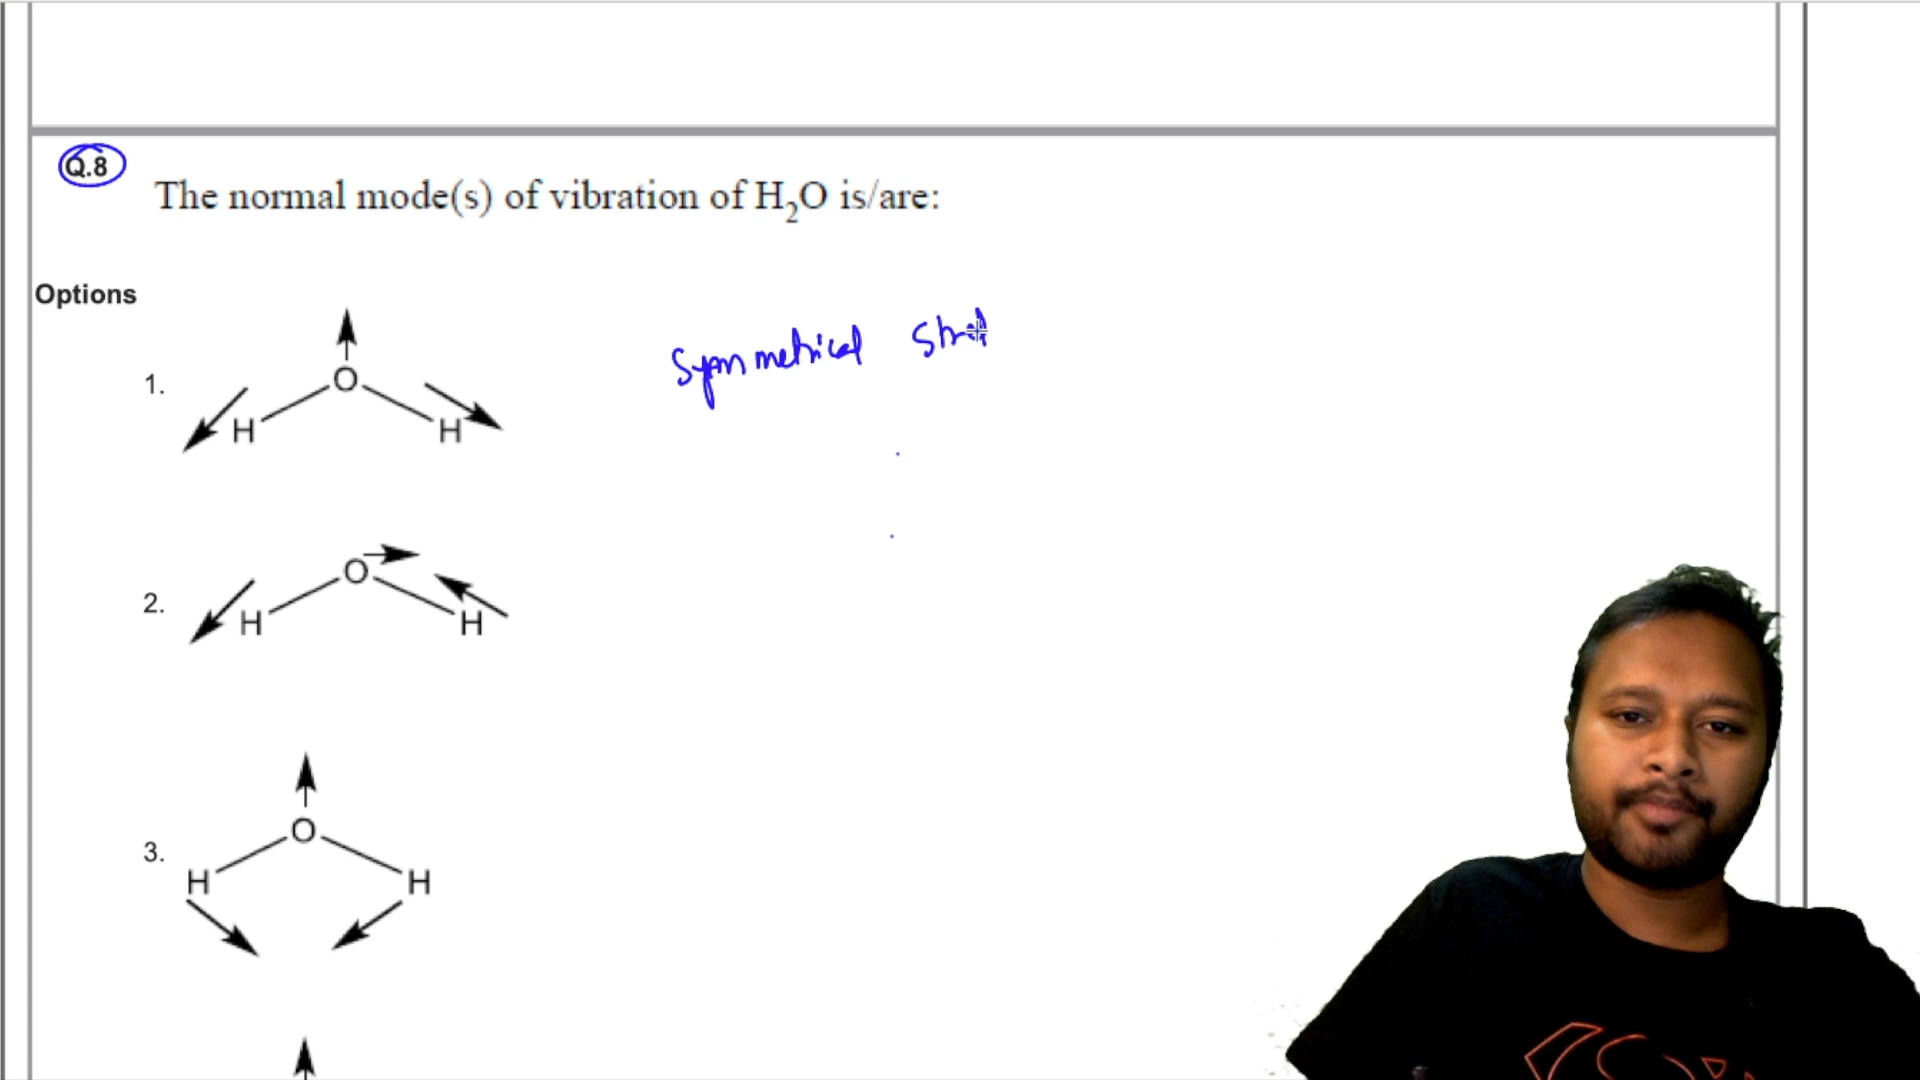 Q.8
The normal mode(s) of vibration of H₂O is/are:
Options
Symmetrical
1.
O
H H
2.
O
H H
3.
O
H H